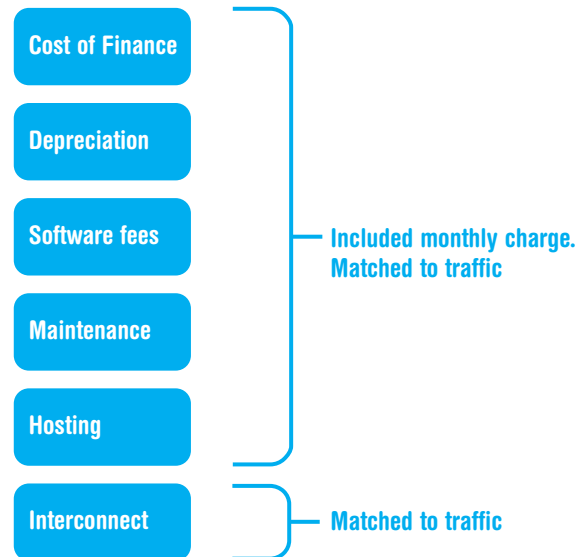 Cost of Finance
Depreciation
Software fees
Included monthly charge.
Matched to traffic
Maintenance
Hosting
Interconnect
Matched to traffic